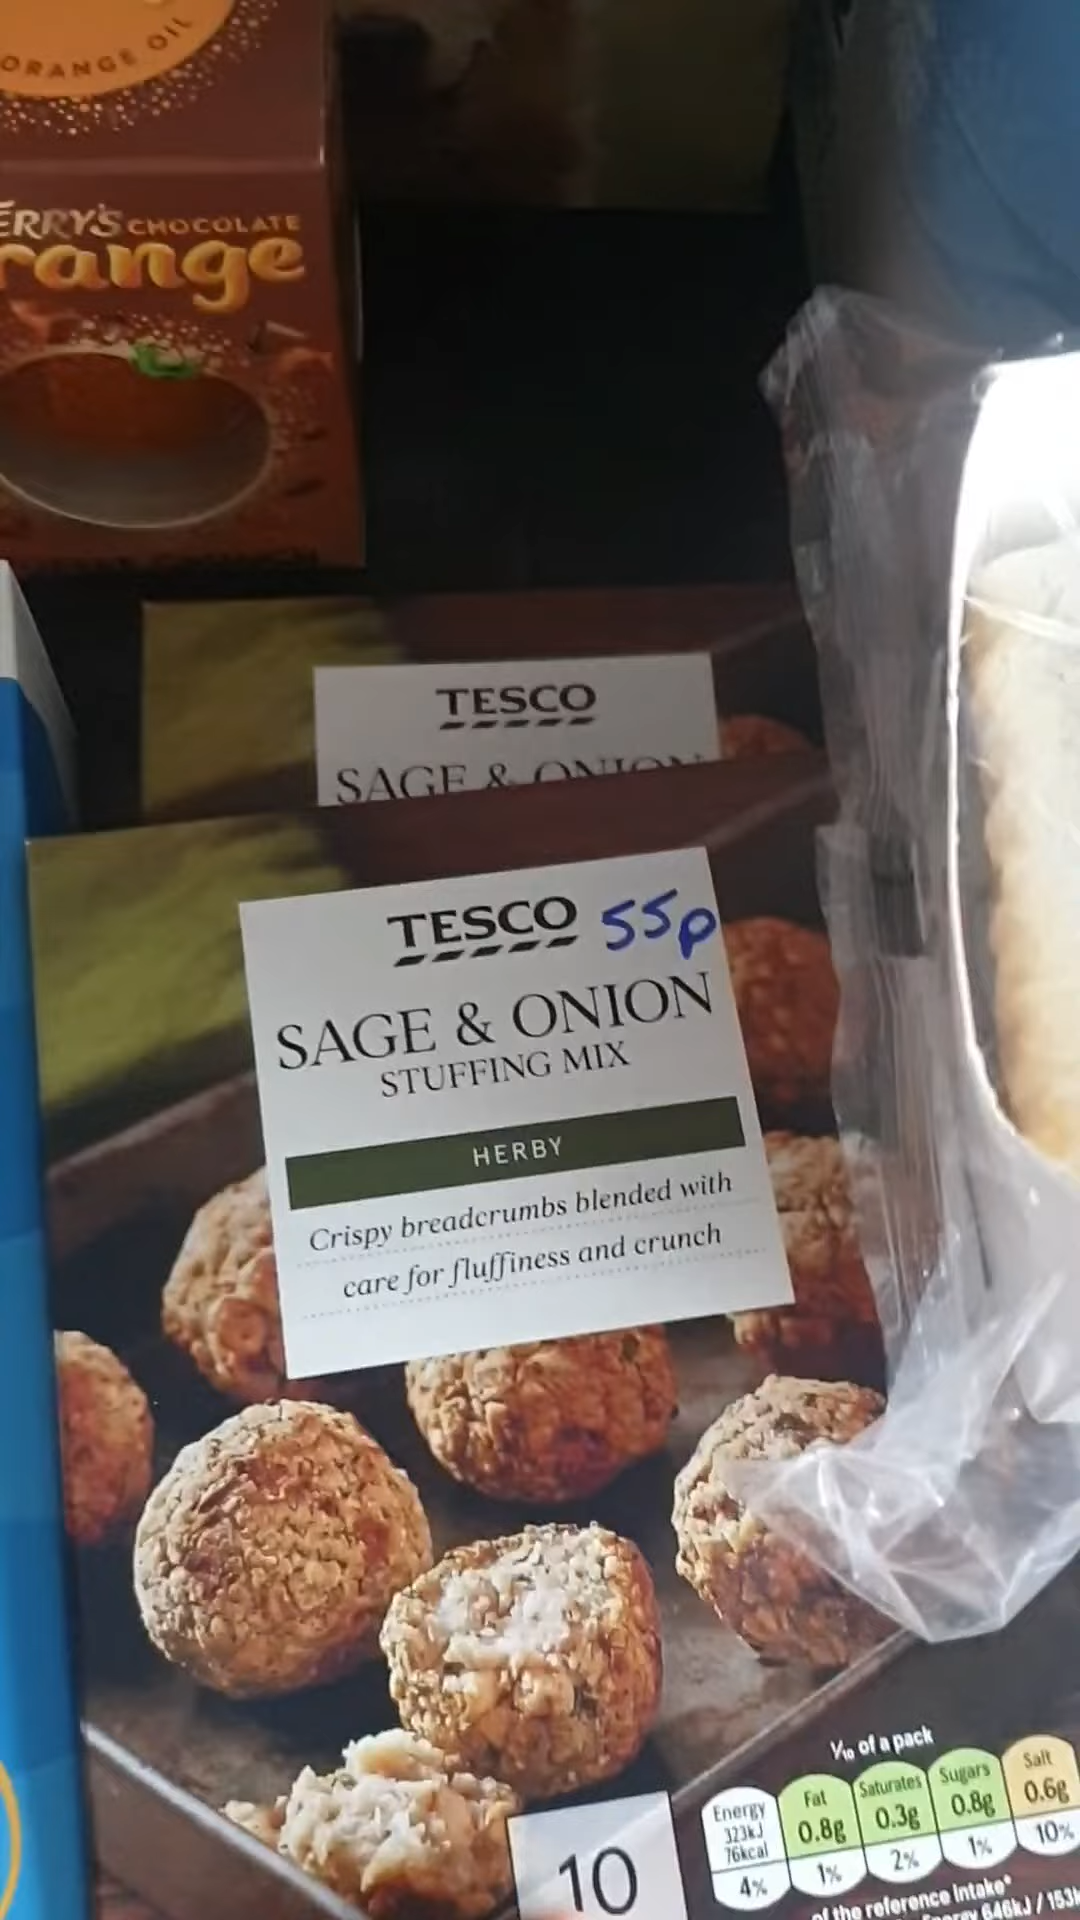 ORANGE OIL
ERRY'S CHOCOLATE
range
TESCO
SAGE & ONION
TESCO 55p
SAGE & ONION
STUFFING MIX
HERBY
Crispy breadcrumbs blended with
care for fluffiness and crunch
1/10 of a pack
Energy
323kJ
76kcal
4%
Fat
0.8g
1%
Saturates
0.3g
2%
Sugars
0.8g
1%
Salt
0.6g
10%
10
of the reference intake*
646kJ / 153k